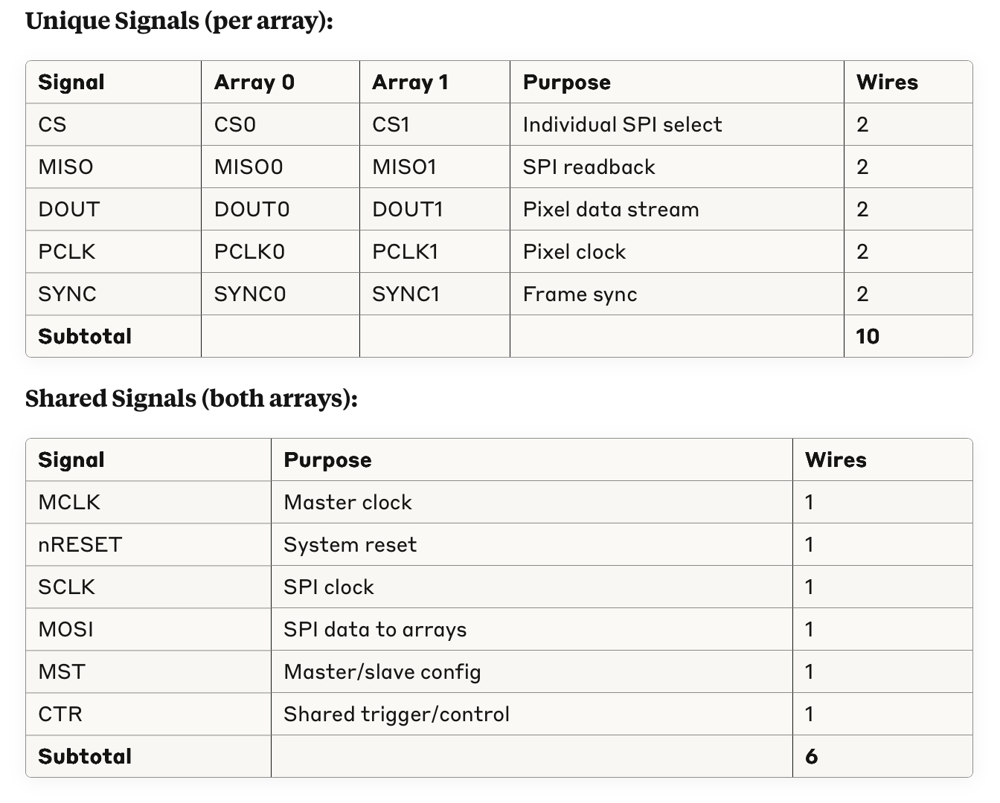 Unique Signals (per array):
Signal Array 0 Array 1 Purpose Wires
CS CS0 CS1 Individual SPI select 2
MISO MISO0 MISO1 SPI readback 2
DOUT DOUT0 DOUT1 Pixel data stream 2
PCLK PCLK0 PCLK1 Pixel clock 2
SYNC SYNC0 SYNC1 Frame sync 2
Subtotal 10
Shared Signals (both arrays):
Signal Purpose Wires
MCLK Master clock 1
nRESET System reset 1
SCLK SPI clock 1
MOSI SPI data to arrays 1
MST Master/slave config 1
CTR Shared trigger/control 1
Subtotal 6